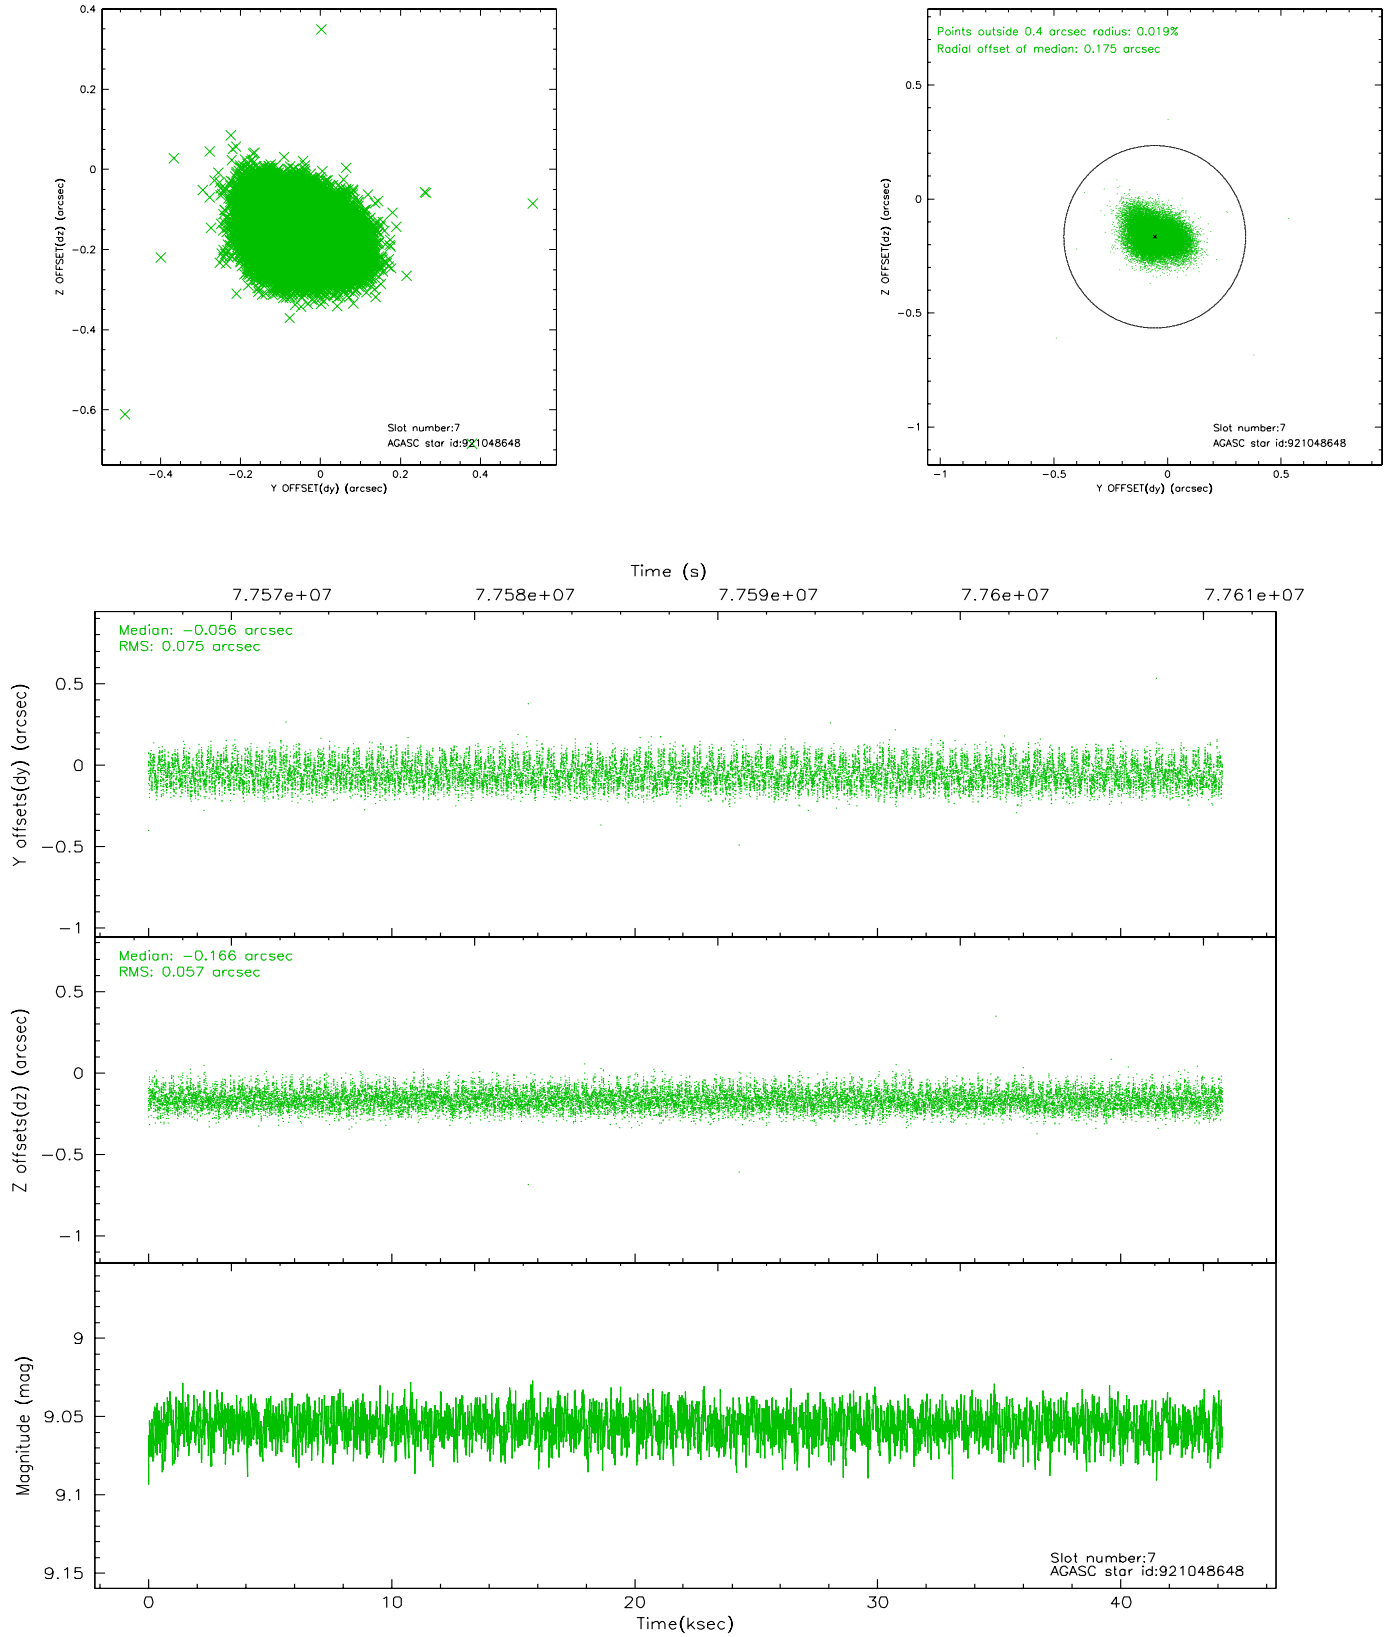 0.4
0.2
0
-0.2
-0.4
-0.6
Z OFFSET(dz) (arcsec)
Slot number:7
AGASC star id:921048648
-0.4 -0.2 0 0.2 0.4
Y OFFSET(dy) (arcsec)
Points outside 0.4 arcsec radius: 0.019%
Radial offset of median: 0.175 arcsec
0.5
0
-0.5
-1
Z OFFSET(dz) (arcsec)
Slot number:7
AGASC star id:921048648
-1 -0.5 0 0.5
Y OFFSET(dy) (arcsec)
Time (s)
7.757e+07 7.758e+07 7.759e+07 7.76e+07 7.761e+07
Median: -0.056 arcsec
RMS: 0.075 arcsec
0.5
0
-0.5
-1
Y offsets(dy) (arcsec)
Median: -0.166 arcsec
RMS: 0.057 arcsec
0.5
0
-0.5
-1
Z offsets(dz) (arcsec)
9
9.05
9.1
9.15
Magnitude (mag)
Slot number:7
AGASC star id:921048648
0 10 20 30 40
Time(ksec)